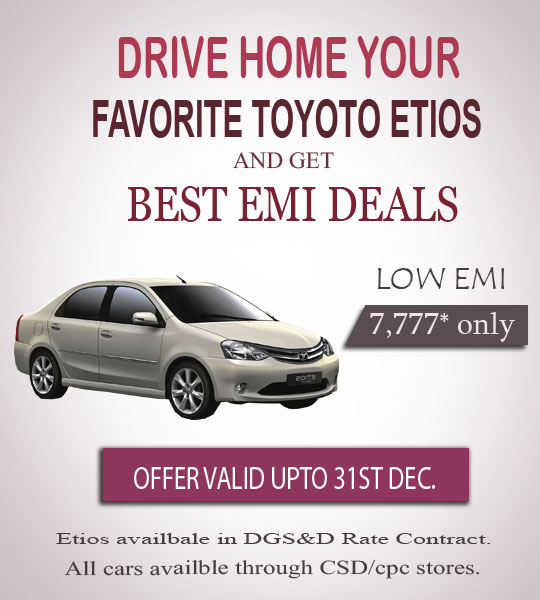 DRIVE HOME YOUR
FAVORITE TOYOTO ETIOS
AND GET
BEST EMI DEALS
LOW EMI
7,777* only
OFFER VALID UPTO 31ST DEC.
Etios availbale in DGS&D Rate Contract.
All cars availble through CSD/cpc stores.